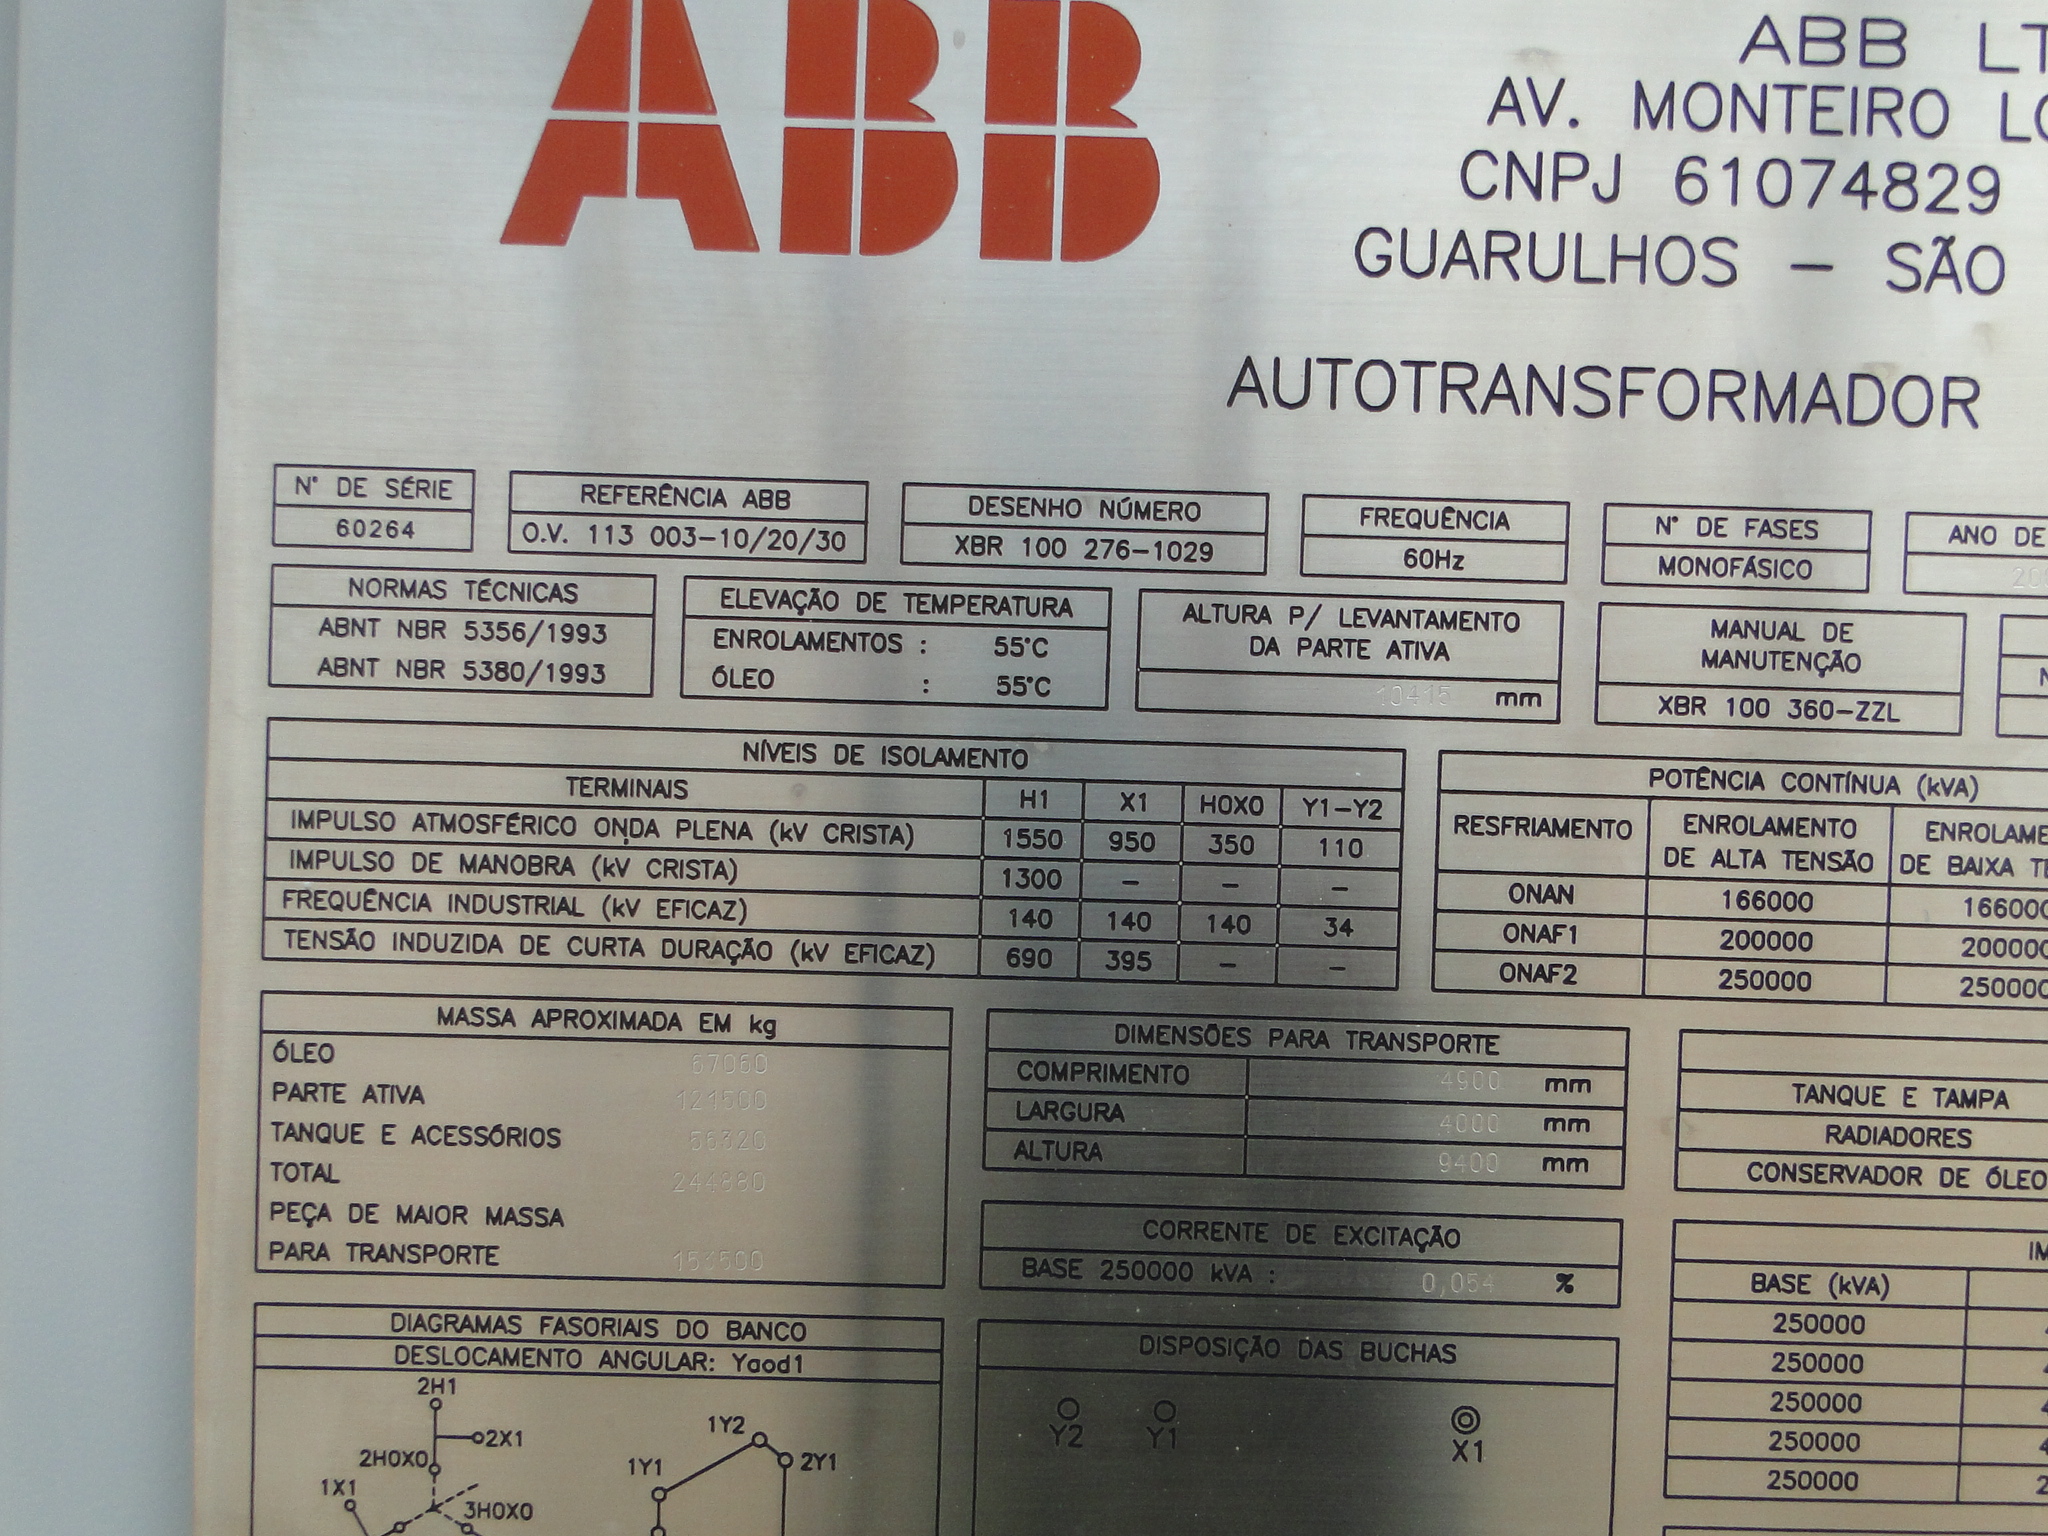 ABB
ABB LT
AV. MONTEIRO LO
CNPJ 61074829
GUARULHOS – SÃO
AUTOTRANSFORMADOR
N° DE SÉRIE
60264
REFERÊNCIA ABB
O.V. 113 003–10/20/30
DESENHO NÚMERO
XBR 100 276–1029
FREQUÊNCIA
60Hz
N° DE FASES
MONOFÁSICO
ANO DE
NORMAS TÉCNICAS
ABNT NBR 5356/1993
ABNT NBR 5380/1993
ELEVAÇÃO DE TEMPERATURA
ENROLAMENTOS : 55°C
ÓLEO : 55°C
ALTURA P/ LEVANTAMENTO
DA PARTE ATIVA
10415 mm
MANUAL DE
MANUTENÇÃO
XBR 100 360–ZZL
NÍVEIS DE ISOLAMENTO
TERMINAIS H1 X1 H0X0 Y1–Y2
IMPULSO ATMOSFÉRICO ONDA PLENA (kV CRISTA) 1550 950 350 110
IMPULSO DE MANOBRA (kV CRISTA) 1300 – – –
FREQUÊNCIA INDUSTRIAL (kV EFICAZ) 140 140 140 34
TENSÃO INDUZIDA DE CURTA DURAÇÃO (kV EFICAZ) 690 395 – –
POTÊNCIA CONTÍNUA (kVA)
RESFRIAMENTO
ENROLAMENTO
DE ALTA TENSÃO
ENROLAME
DE BAIXA TE
ONAN 166000 166000
ONAF1 200000 200000
ONAF2 250000 250000
MASSA APROXIMADA EM kg
ÓLEO 67060
PARTE ATIVA 121500
TANQUE E ACESSÓRIOS 56320
TOTAL 244880
PEÇA DE MAIOR MASSA
PARA TRANSPORTE
DIMENSÕES PARA TRANSPORTE
COMPRIMENTO 4900 mm
LARGURA 4000 mm
ALTURA 9400 mm
TANQUE E TAMPA
RADIADORES
CONSERVADOR DE ÓLEO
CORRENTE DE EXCITAÇÃO
BASE 250000 kVA : 0,054 %
IM
BASE (kVA)
250000
250000
250000
250000
250000
DIAGRAMAS FASORIAIS DO BANCO
DESLOCAMENTO ANGULAR: Yaod1
2H1
2X1
2H0X0
1X1
3H0X0
1Y2
2Y1
1Y1
DISPOSIÇÃO DAS BUCHAS
Y2 Y1 X1